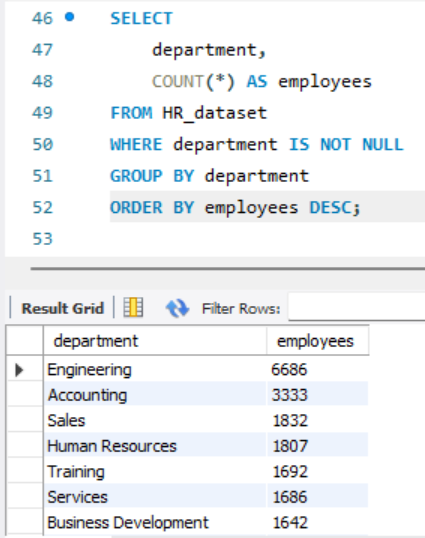 46 SELECT
47 department,
48 COUNT(*) AS employees
49 FROM HR_dataset
50 WHERE department IS NOT NULL
51 GROUP BY department
52 ORDER BY employees DESC;
53
Result Grid Filter Rows:
department employees
Engineering 6686
Accounting 3333
Sales 1832
Human Resources 1807
Training 1692
Services 1686
Business Development 1642